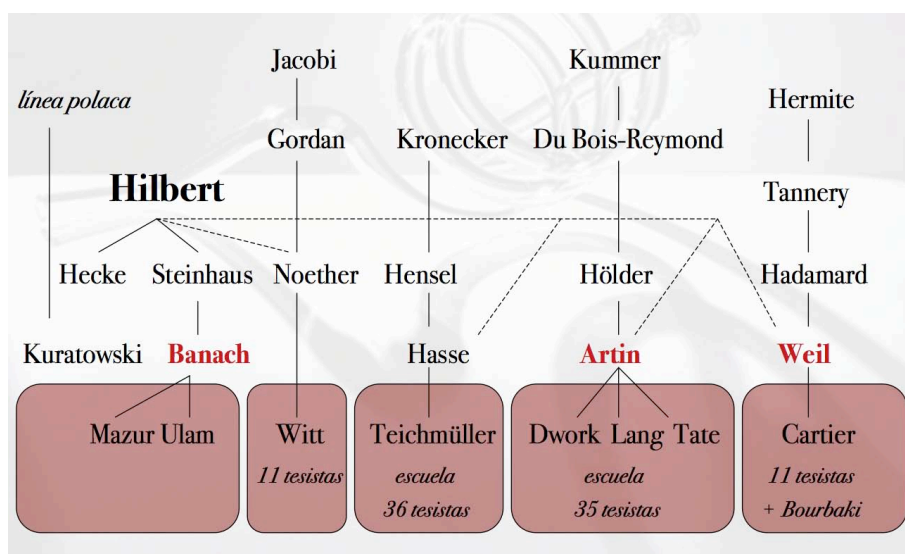 Jacobi Kummer
línea polaca Hermite
Gordan Kronecker Du Bois-Reymond
Hilbert Tannery
Hecke Steinhaus Noether Hensel Hölder Hadamard
Kuratowski Banach Hasse Artin Weil
Mazur Ulam Witt Teichmüller Dwork Lang Tate Cartier
11 tesistas escuela escuela 11 tesistas
36 tesistas 35 tesistas + Bourbaki